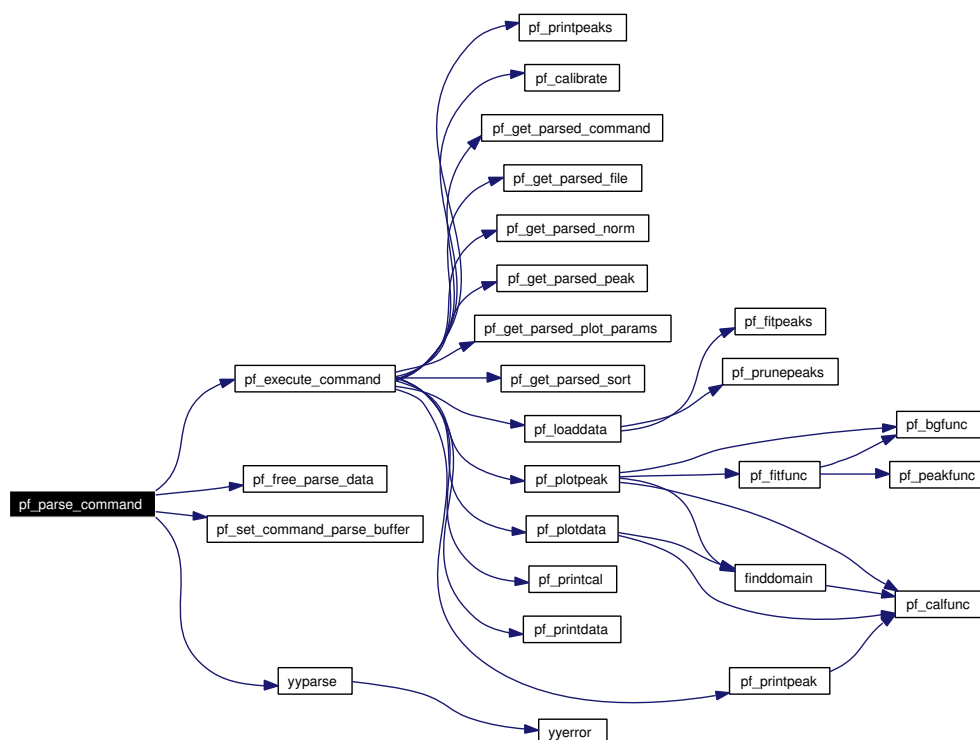 pf_printpeaks
pf_calibrate
pf_get_parsed_command
pf_get_parsed_file
pf_get_parsed_norm
pf_get_parsed_peak
pf_get_parsed_plot_params
pf_fitpeaks
pf_execute_command
pf_get_parsed_sort
pf_prunepeaks
pf_loaddata
pf_bgfunc
pf_free_parse_data
pf_plotpeak
pf_fitfunc
pf_peakfunc
pf_parse_command
pf_set_command_parse_buffer
pf_plotdata
pf_printcal
finddomain
pf_calfunc
pf_printdata
yyparse
pf_printpeak
yyerror